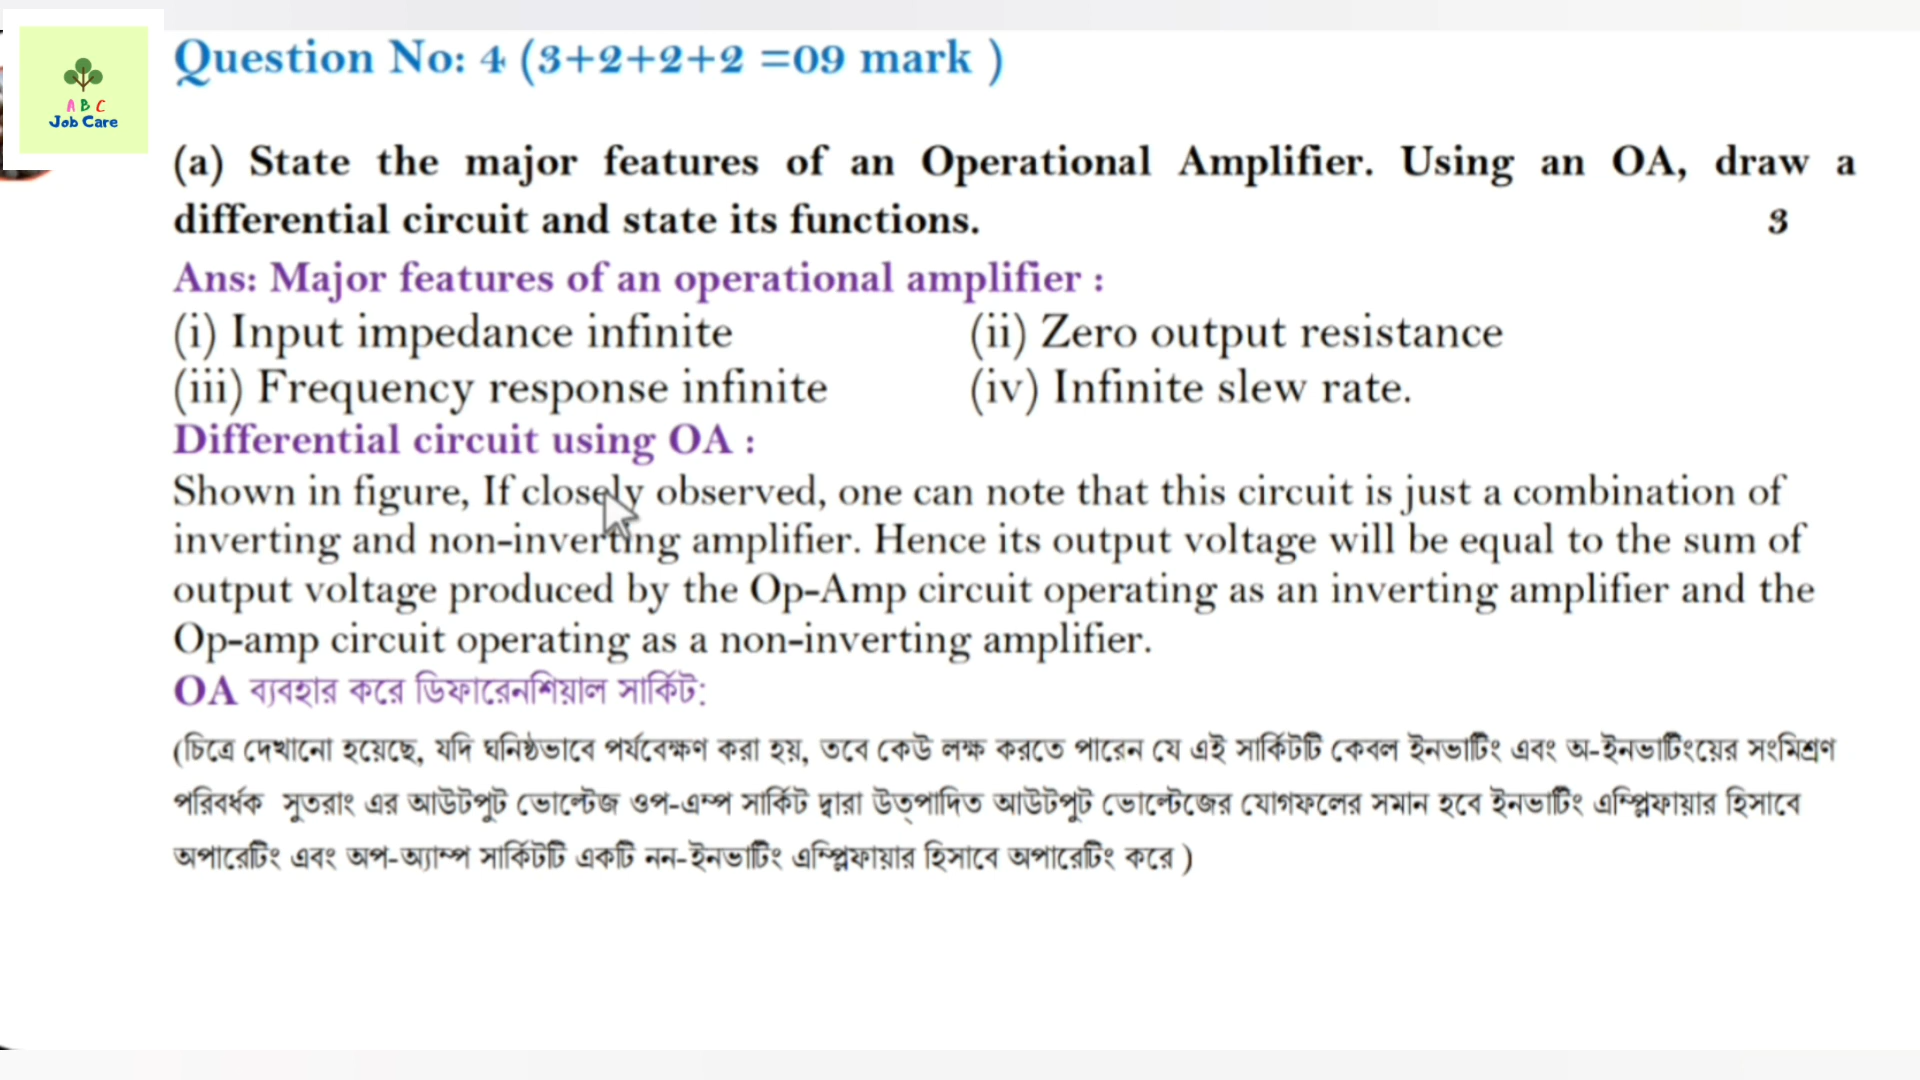 A B C
Job Care
Question No: 4 (3+2+2+2 =09 mark )
(a) State the major features of an Operational Amplifier. Using an OA, draw a
differential circuit and state its functions. 3
Ans: Major features of an operational amplifier :
(i) Input impedance infinite (ii) Zero output resistance
(iii) Frequency response infinite (iv) Infinite slew rate.
Differential circuit using OA :
Shown in figure, If closely observed, one can note that this circuit is just a combination of
inverting and non-inverting amplifier. Hence its output voltage will be equal to the sum of
output voltage produced by the Op-Amp circuit operating as an inverting amplifier and the
Op-amp circuit operating as a non-inverting amplifier.
OA ব্যবহার করে ডিফারেনশিয়াল সার্কিট:
(চিত্রে দেখানো হয়েছে, যদি ঘনিষ্ঠভাবে পর্যবেক্ষণ করা হয়, তবে কেউ লক্ষ করতে পারেন যে এই সার্কিটটি কেবল ইনভার্টিং এবং অ-ইনভার্টিংয়ের সংমিশ্রণ
পরিবর্ধক সুতরাং এর আউটপুট ভোল্টেজ ওপ-এম্প সার্কিট দ্বারা উত্পাদিত আউটপুট ভোল্টেজের যোগফলের সমান হবে ইনভার্টিং এম্প্লিফায়ার হিসাবে
অপারেটিং এবং অপ-অ্যাম্প সার্কিটটি একটি নন-ইনভার্টিং এম্প্লিফায়ার হিসাবে অপারেটিং করে )